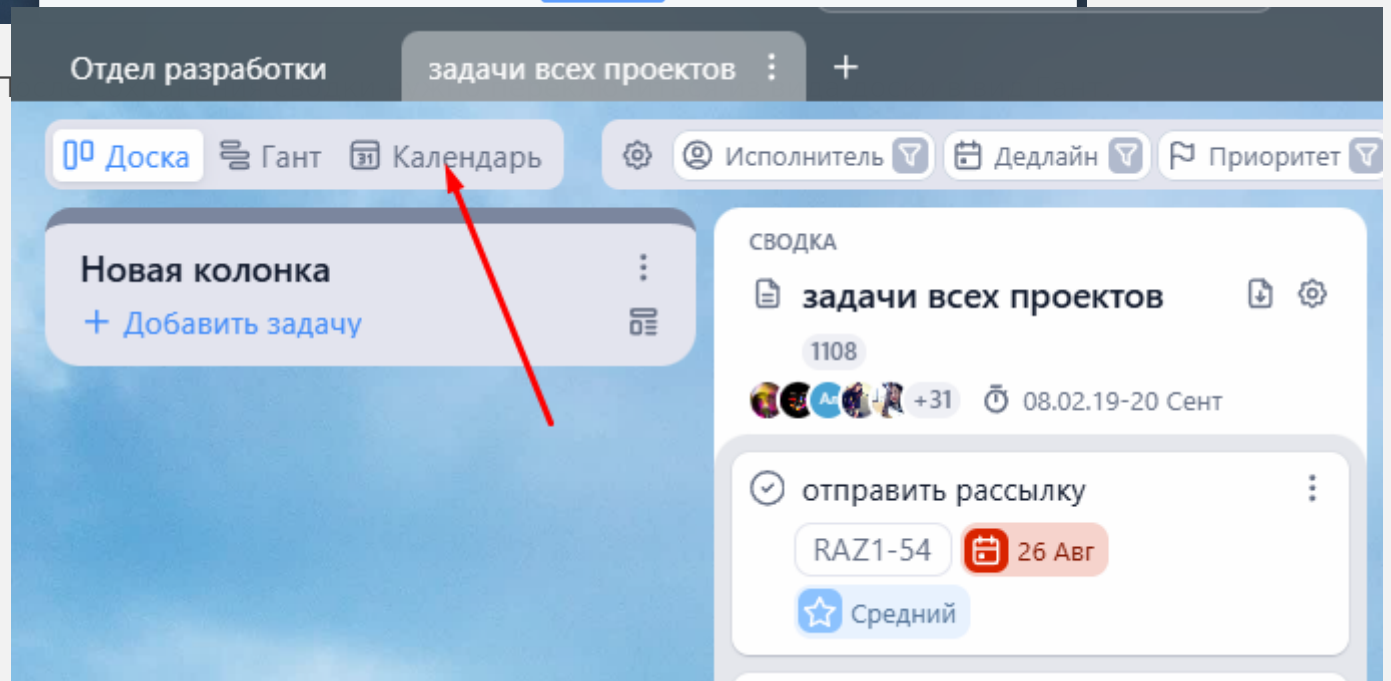 Отдел разработки
задачи всех проектов
Доска
Гант
31 Календарь
Исполнитель
Дедлайн
Приоритет
Новая колонка
+ Добавить задачу
СВОДКА
задачи всех проектов
1108
+31 08.02.19-20 Сент
отправить рассылку
RAZ1-54 26 Авг
Средний